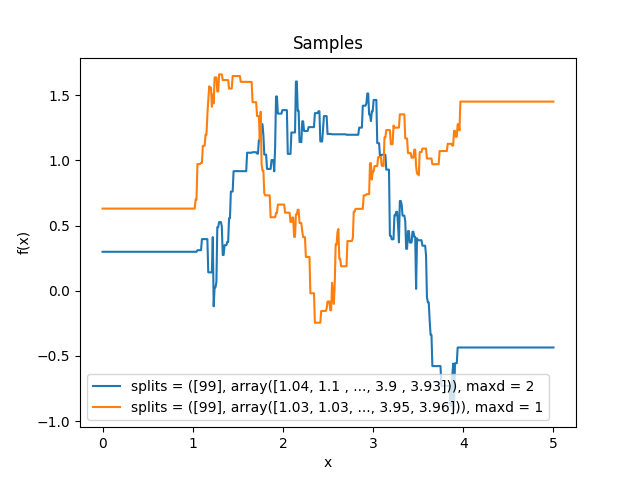 Samples
f(x)
1.5
1.0
0.5
0.0
−0.5
−1.0
splits = ([99], array([1.04, 1.1 , ..., 3.9 , 3.93])), maxd = 2
splits = ([99], array([1.03, 1.03, ..., 3.95, 3.96])), maxd = 1
0 1 2 3 4 5
x